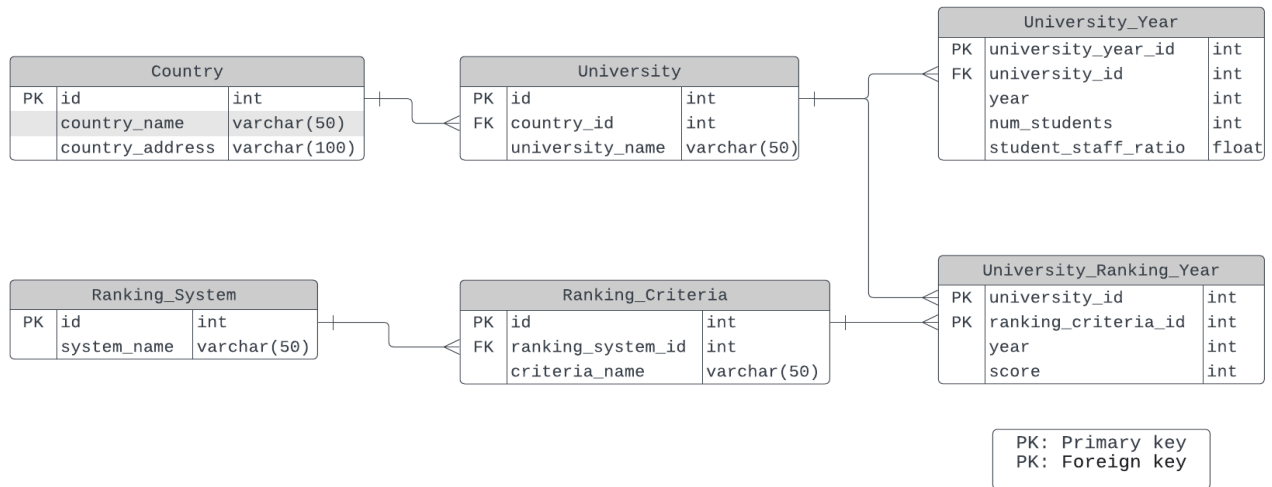 Country
PK id int
country_name varchar(50)
country_address varchar(100)
University
PK id int
FK country_id int
university_name varchar(50)
University_Year
PK university_year_id int
FK university_id int
year int
num_students int
student_staff_ratio float
Ranking_System
PK id int
system_name varchar(50)
Ranking_Criteria
PK id int
FK ranking_system_id int
criteria_name varchar(50)
University_Ranking_Year
PK university_id int
PK ranking_criteria_id int
year int
score int
PK: Primary key
PK: Foreign key